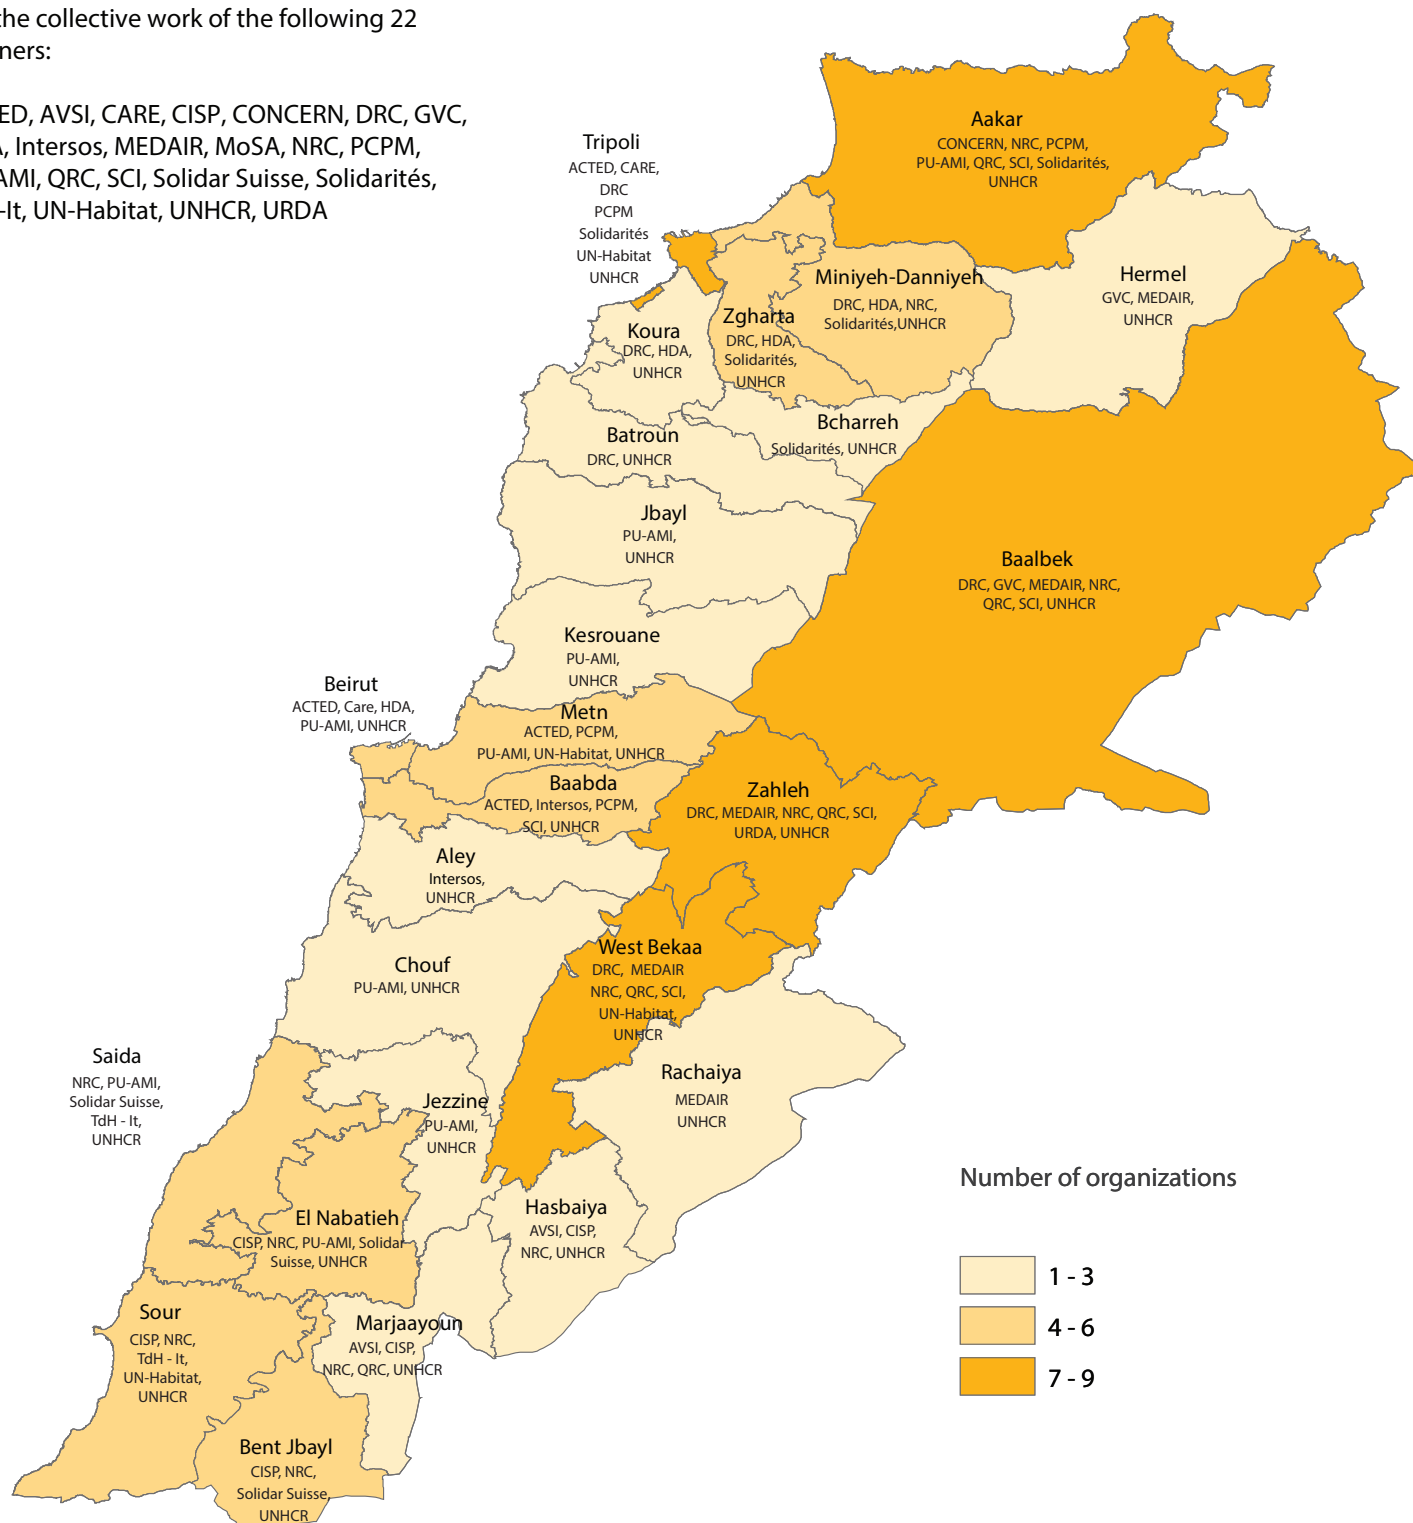 the collective work of the following 22
ners:
ED, AVSI, CARE, CISP, CONCERN, DRC, GVC,
A, Intersos, MEDAIR, MoSA, NRC, PCPM,
AMI, QRC, SCI, Solidar Suisse, Solidarités,
-It, UN-Habitat, UNHCR, URDA
Tripoli
ACTED, CARE,
DRC
PCPM
Solidarités
UN-Habitat
UNHCR
Aakar
CONCERN, NRC, PCPM,
PU-AMI, QRC, SCI, Solidarités,
UNHCR
Hermel
GVC, MEDAIR,
UNHCR
Miniyeh-Danniyeh
DRC, HDA, NRC,
Solidarités,UNHCR
Zgharta
DRC, HDA,
Solidarités,
UNHCR
Koura
DRC, HDA,
UNHCR
Bcharreh
Solidarités, UNHCR
Batroun
DRC, UNHCR
Jbayl
PU-AMI,
UNHCR
Baalbek
DRC, GVC, MEDAIR, NRC,
QRC, SCI, UNHCR
Kesrouane
PU-AMI,
UNHCR
Beirut
ACTED, Care, HDA,
PU-AMI, UNHCR
Metn
ACTED, PCPM,
PU-AMI, UN-Habitat, UNHCR
Baabda
ACTED, Intersos, PCPM,
SCI, UNHCR
Zahleh
DRC, MEDAIR, NRC, QRC, SCI,
URDA, UNHCR
Aley
Intersos,
UNHCR
Chouf
PU-AMI, UNHCR
West Bekaa
DRC, MEDAIR
NRC, QRC, SCI,
UN-Habitat,
UNHCR
Saida
NRC, PU-AMI,
Solidar Suisse,
TdH - It,
UNHCR
Rachaiya
MEDAIR
UNHCR
Jezzine
PU-AMI,
UNHCR
Hasbaiya
AVSI, CISP,
NRC, UNHCR
El Nabatieh
CISP, NRC, PU-AMI, Solidar
Suisse, UNHCR
Sour
CISP, NRC,
TdH - It,
UN-Habitat,
UNHCR
Marjaayoun
AVSI, CISP,
NRC, QRC, UNHCR
Bent Jbayl
CISP, NRC,
Solidar Suisse,
UNHCR
Number of organizations
1 - 3
4 - 6
7 - 9